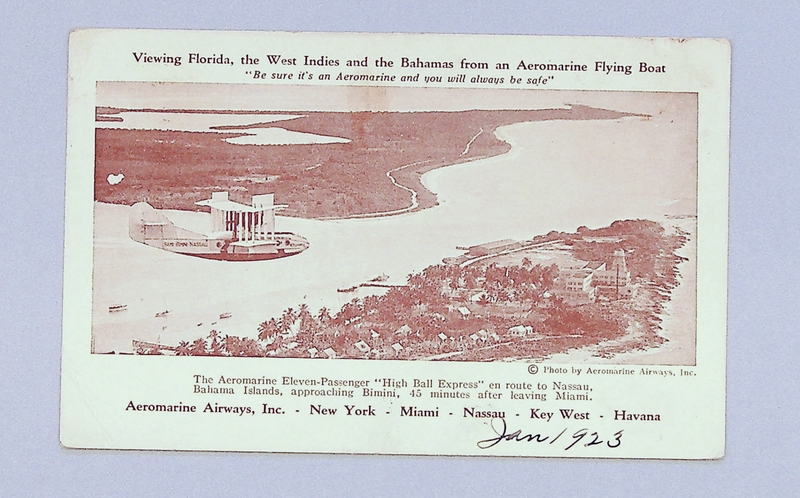 Viewing Florida, the West Indies and the Bahamas from an Aeromarine Flying Boat
"Be sure it's an Aeromarine and you will always be safe"
© Photo by Aeromarine Airways, Inc.
The Aeromarine Eleven-Passenger "High Ball Express" en route to Nassau,
Bahama Islands, approaching Bimini, 45 minutes after leaving Miami.
Aeromarine Airways, Inc. - New York - Miami - Nassau - Key West - Havana
Jan 1923